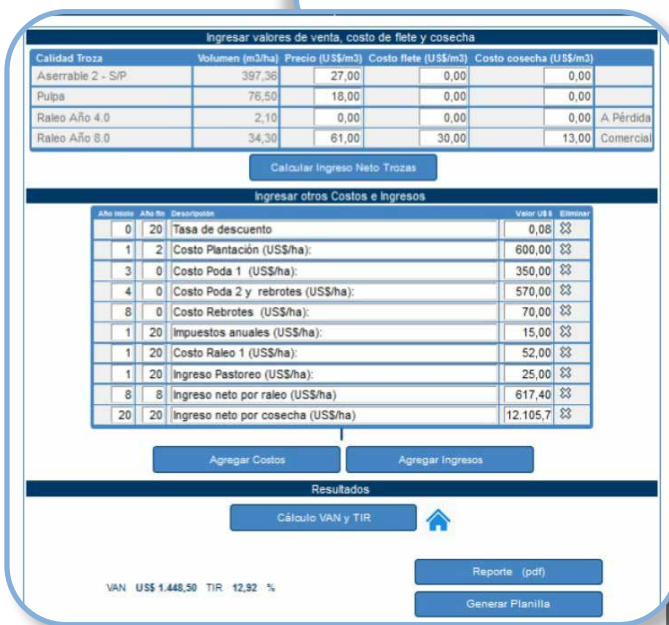 Ingresar valores de venta, costo de flete y cosecha
Calidad Troza Volumen (m3/ha) Precio (US$/m3) Costo flete (US$/m3) Costo cosecha (US$/m3)
Aserrable 2 - S/P 397,36 27,00 0,00 0,00
Pulpa 76,50 18,00 0,00 0,00
Raleo Año 4.0 2,10 0,00 0,00 0,00 A Pérdida
Raleo Año 8.0 34,30 61,00 30,00 13,00 Comercial
Calcular Ingreso Neto Trozas
Ingresar otros Costos e Ingresos
Año inicio Año fin Descripción Valor U$$ Eliminar
0 20 Tasa de descuento 0,08
1 2 Costo Plantación (US$/ha): 600,00
3 0 Costo Poda 1 (US$/ha): 350,00
4 0 Costo Poda 2 y rebrotes (US$/ha): 570,00
8 0 Costo Rebrotes (US$/ha): 70,00
1 20 Impuestos anuales (US$/ha): 15,00
1 20 Costo Raleo 1 (US$/ha): 52,00
1 20 Ingreso Pastoreo (US$/ha): 25,00
8 8 Ingreso neto por raleo (US$/ha) 617,40
20 20 Ingreso neto por cosecha (US$/ha) 12.105,7
Agregar Costos Agregar Ingresos
Resultados
Cálculo VAN y TIR
Reporte (pdf)
VAN US$ 1.448,50 TIR 12,92 %
Generar Planilla